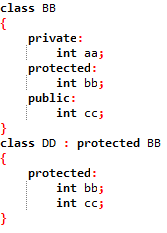 class BB
{
    private:
        int aa;
    protected:
        int bb;
    public:
        int cc;
}
class DD : protected BB
{
    protected:
        int bb;
        int cc;
}